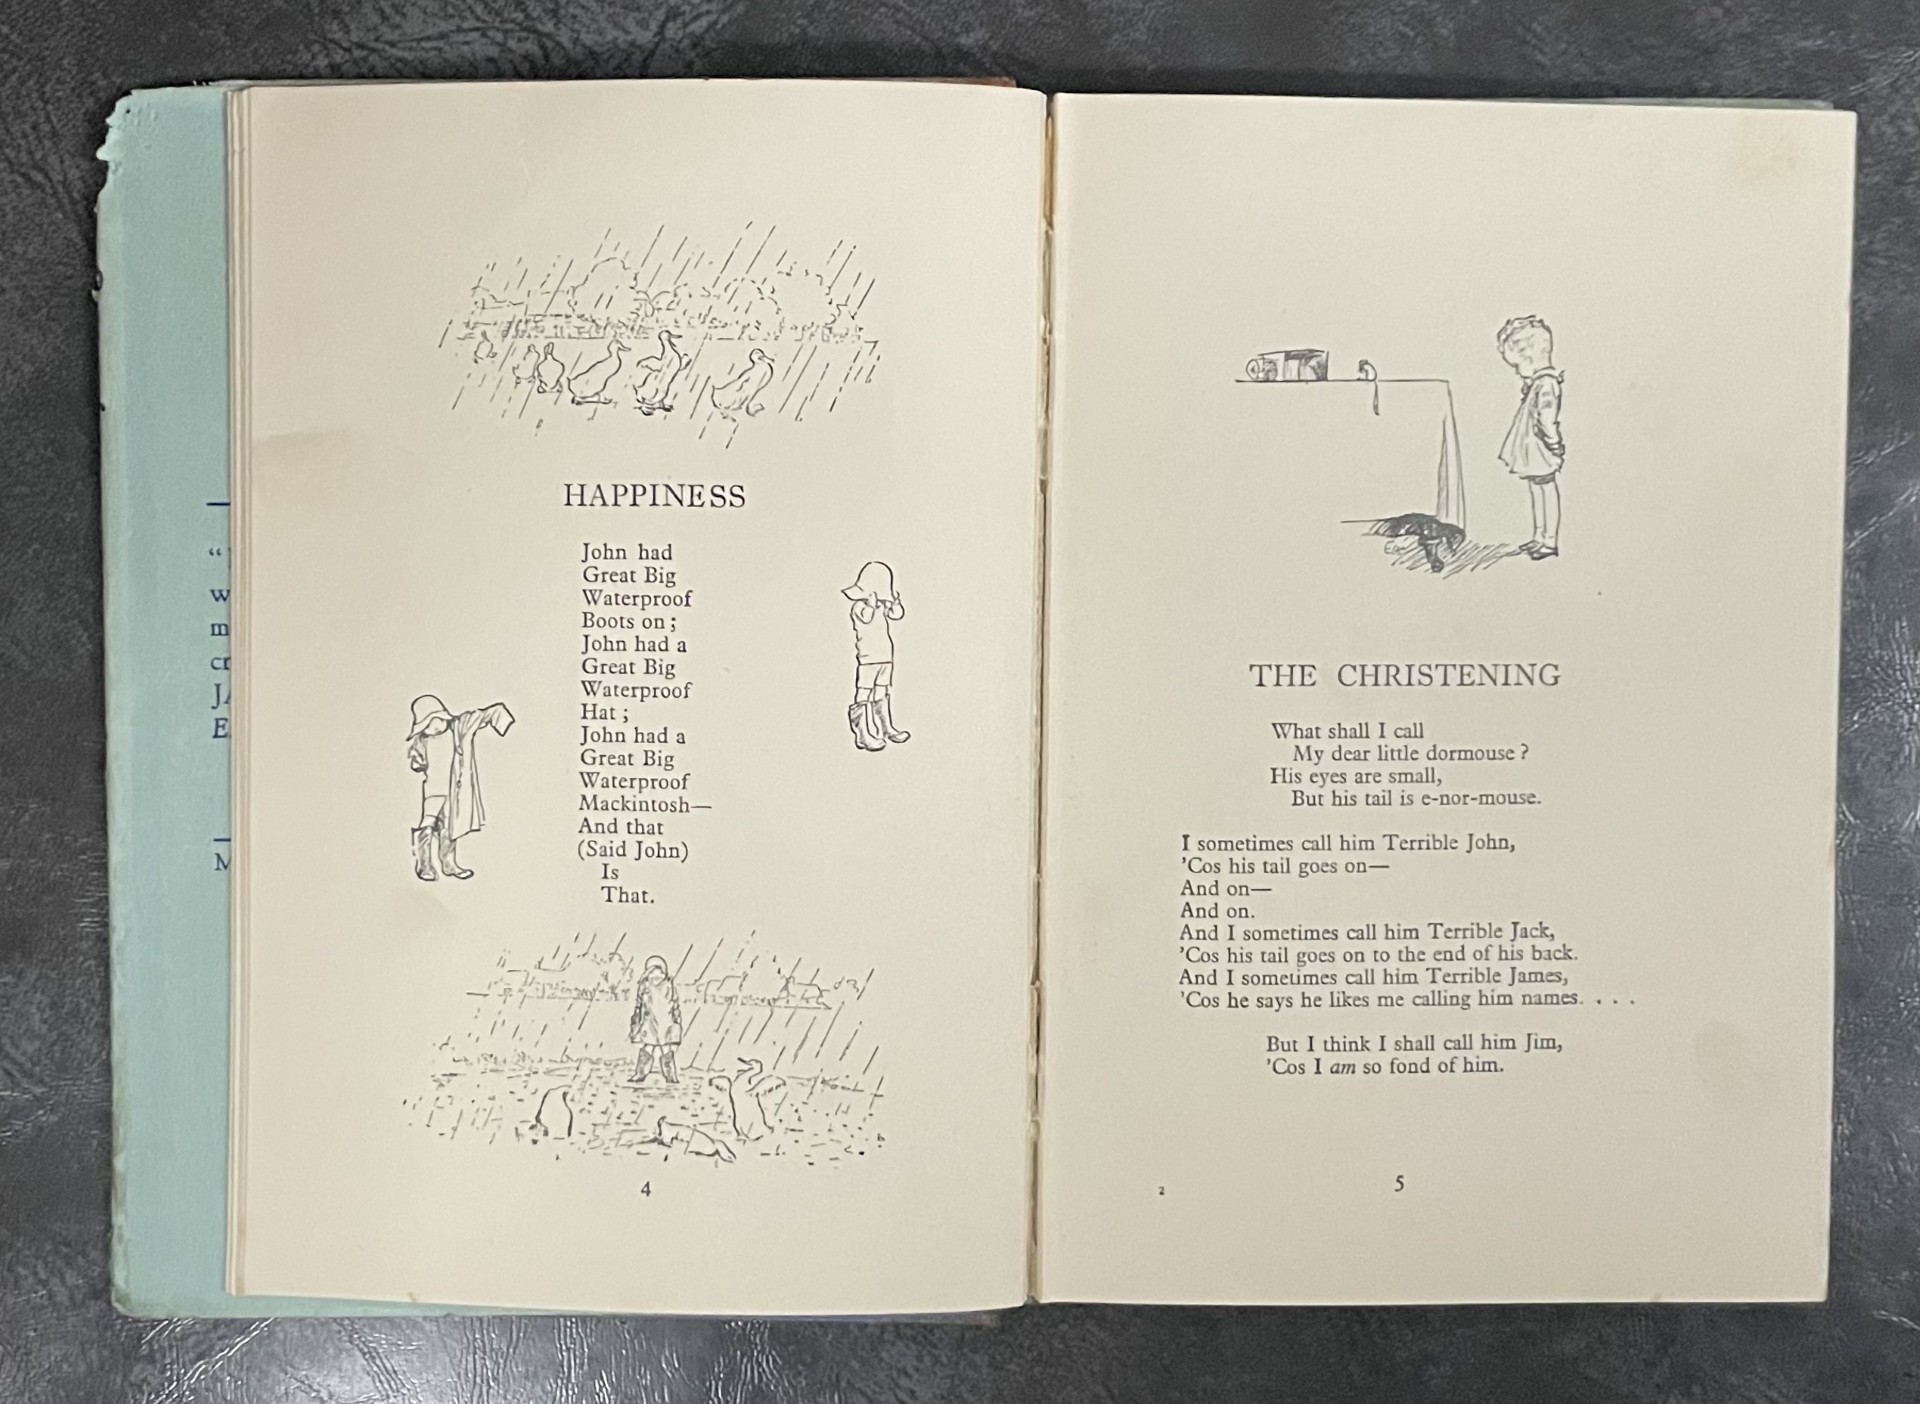 HAPPINESS
John had
Great Big
Waterproof
Boots on ;
John had a
Great Big
Waterproof
Hat ;
John had a
Great Big
Waterproof
Mackintosh—
And that
(Said John)
Is
That.
4
THE CHRISTENING
What shall I call
My dear little dormouse ?
His eyes are small,
But his tail is e-nor-mouse.
I sometimes call him Terrible John,
’Cos his tail goes on—
And on—
And on.
And I sometimes call him Terrible Jack,
’Cos his tail goes on to the end of his back.
And I sometimes call him Terrible James,
’Cos he says he likes me calling him names. . . .
But I think I shall call him Jim,
’Cos I am so fond of him.
2
5